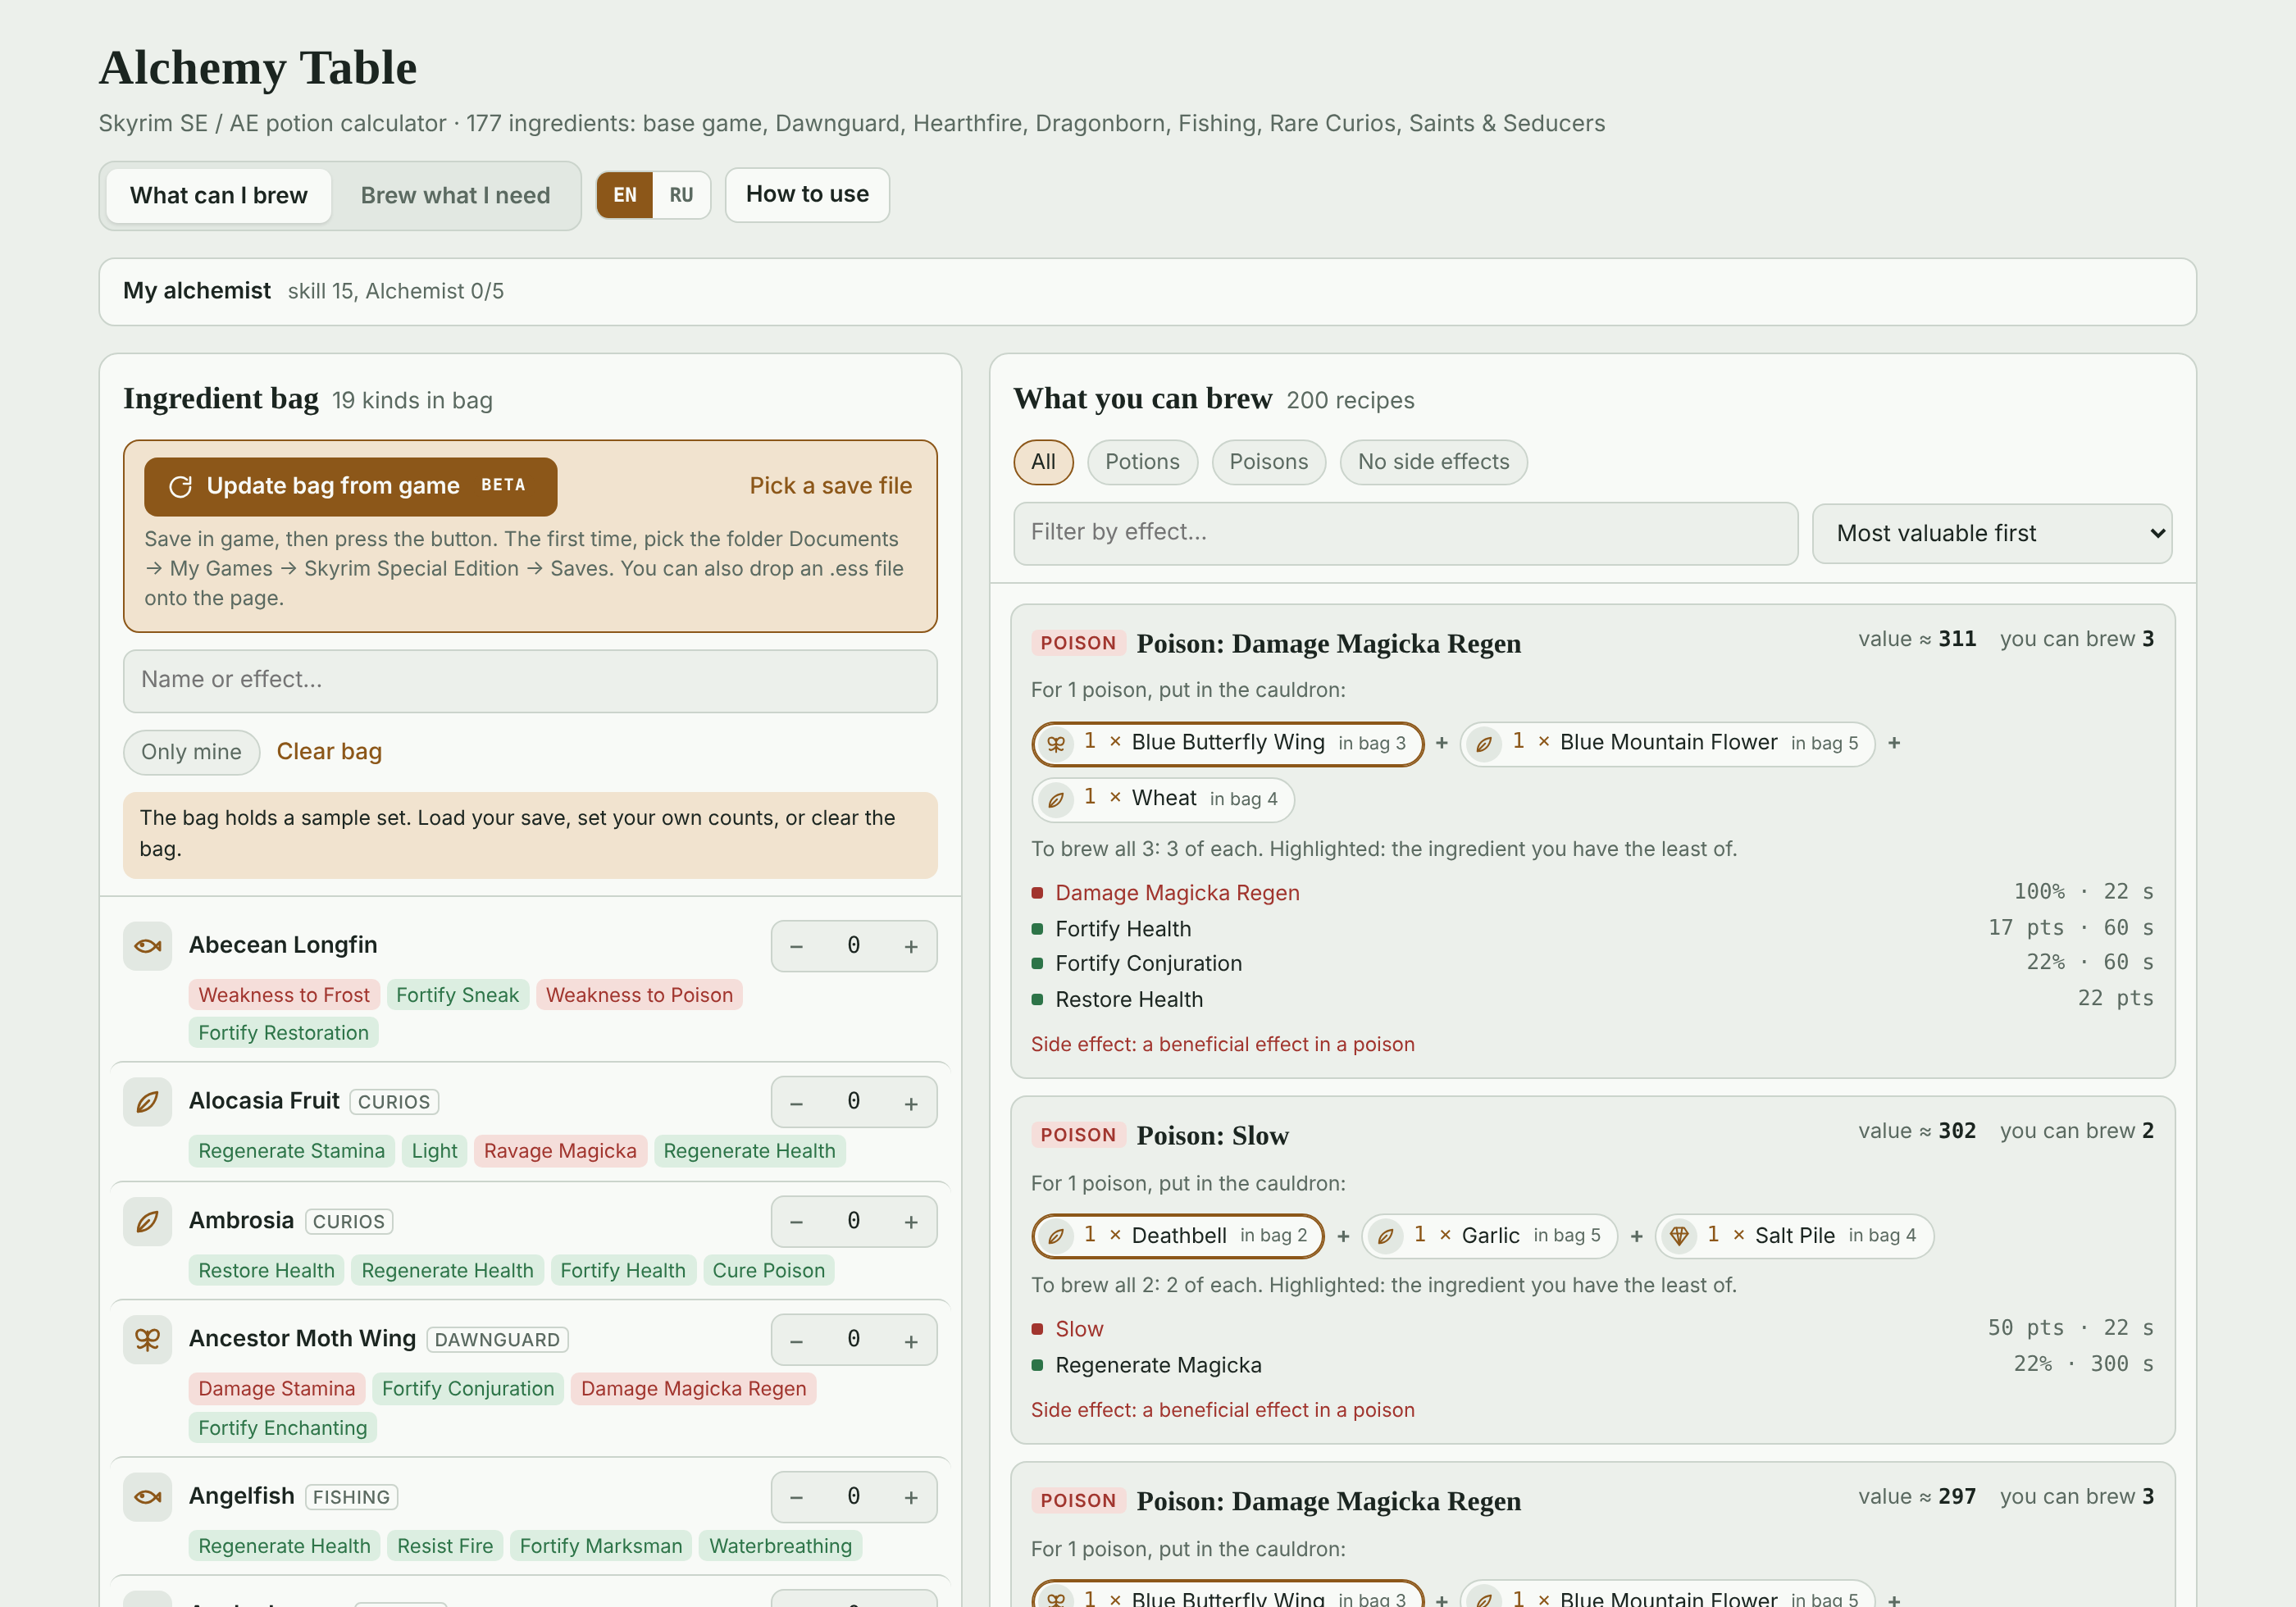 Alchemy Table
Skyrim SE / AE potion calculator · 177 ingredients: base game, Dawnguard, Hearthfire, Dragonborn, Fishing, Rare Curios, Saints & Seducers
What can I brew
Brew what I need
EN
RU
How to use
My alchemist skill 15, Alchemist 0/5
Ingredient bag 19 kinds in bag
Update bag from game BETA
Pick a save file
Save in game, then press the button. The first time, pick the folder Documents
→ My Games → Skyrim Special Edition → Saves. You can also drop an .ess file
onto the page.
Name or effect...
Only mine
Clear bag
The bag holds a sample set. Load your save, set your own counts, or clear the
bag.
Abecean Longfin
− 0 +
Weakness to Frost Fortify Sneak Weakness to Poison
Fortify Restoration
Alocasia Fruit CURIOS
− 0 +
Regenerate Stamina Light Ravage Magicka Regenerate Health
Ambrosia CURIOS
− 0 +
Restore Health Regenerate Health Fortify Health Cure Poison
Ancestor Moth Wing DAWNGUARD
− 0 +
Damage Stamina Fortify Conjuration Damage Magicka Regen
Fortify Enchanting
Angelfish FISHING
− 0 +
Regenerate Health Resist Fire Fortify Marksman Waterbreathing
What you can brew 200 recipes
All Potions Poisons No side effects
Filter by effect...
Most valuable first
POISON Poison: Damage Magicka Regen value ≈ 311 you can brew 3
For 1 poison, put in the cauldron:
1 × Blue Butterfly Wing in bag 3 + 1 × Blue Mountain Flower in bag 5 +
1 × Wheat in bag 4
To brew all 3: 3 of each. Highlighted: the ingredient you have the least of.
Damage Magicka Regen 100% · 22 s
Fortify Health 17 pts · 60 s
Fortify Conjuration 22% · 60 s
Restore Health 22 pts
Side effect: a beneficial effect in a poison
POISON Poison: Slow value ≈ 302 you can brew 2
For 1 poison, put in the cauldron:
1 × Deathbell in bag 2 + 1 × Garlic in bag 5 + 1 × Salt Pile in bag 4
To brew all 2: 2 of each. Highlighted: the ingredient you have the least of.
Slow 50 pts · 22 s
Regenerate Magicka 22% · 300 s
Side effect: a beneficial effect in a poison
POISON Poison: Damage Magicka Regen value ≈ 297 you can brew 3
For 1 poison, put in the cauldron:
1 × Blue Butterfly Wing in bag 3 + 1 × Blue Mountain Flower in bag 5 +